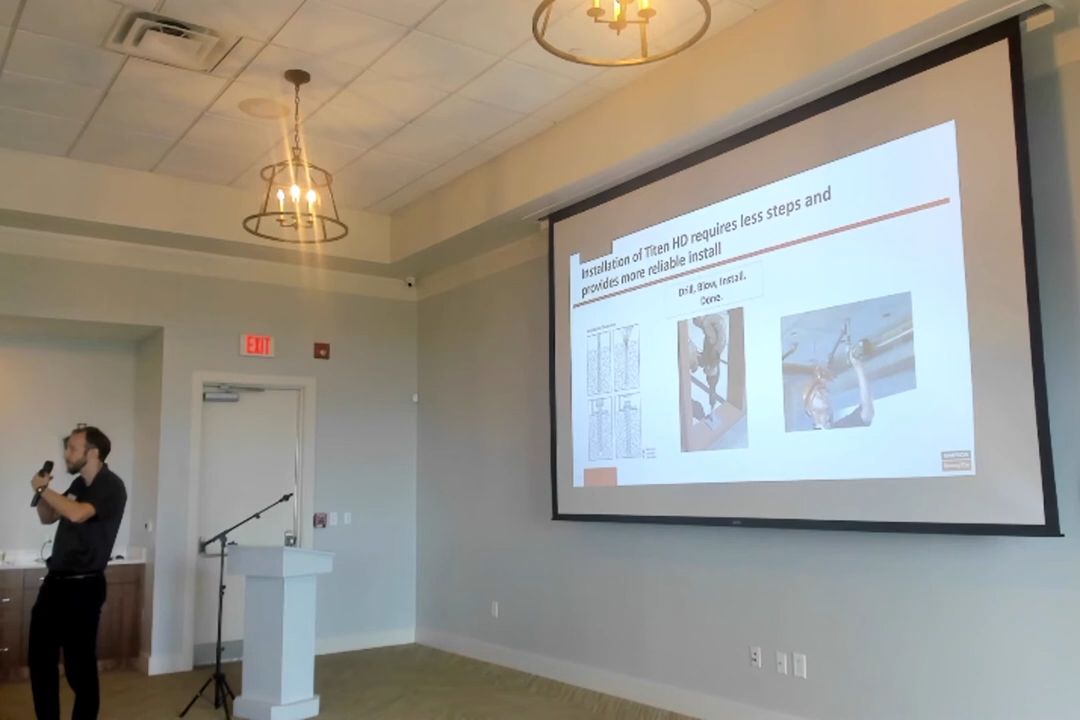 Installation of Titen HD requires less steps and
provides more reliable install
Drill, Blow, Install.
Done.
EXIT